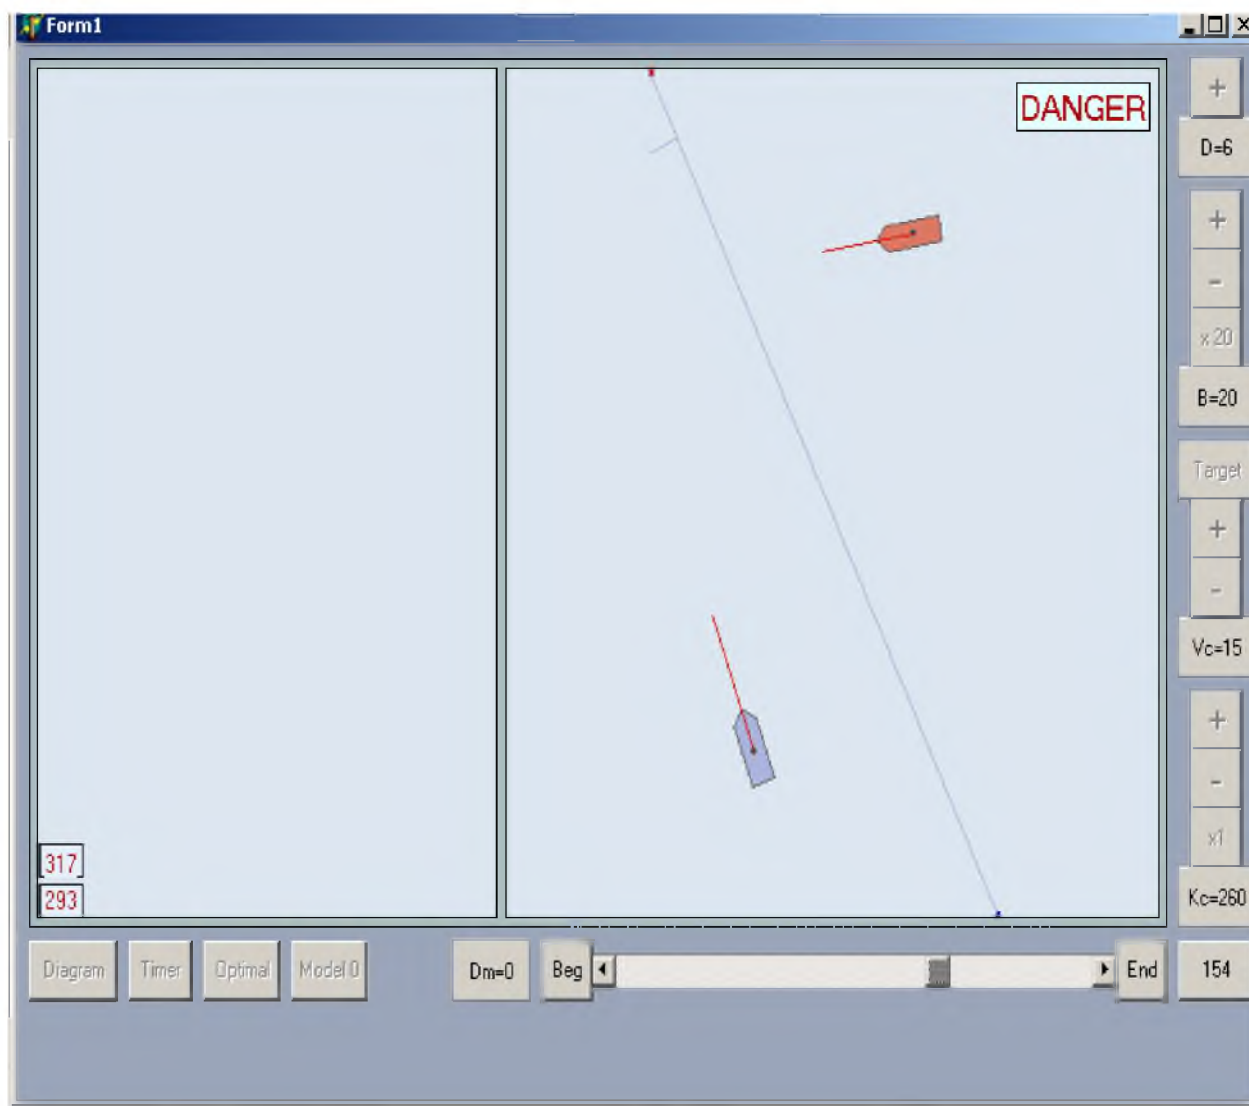 Form1
DANGER
+
D=6
+
-
x 20
B=20
Target
+
-
Vc=15
+
-
x1
Kc=260
317
293
Diagram
Timer
Optimal
Model 0
Dm=0
Beg
End
154